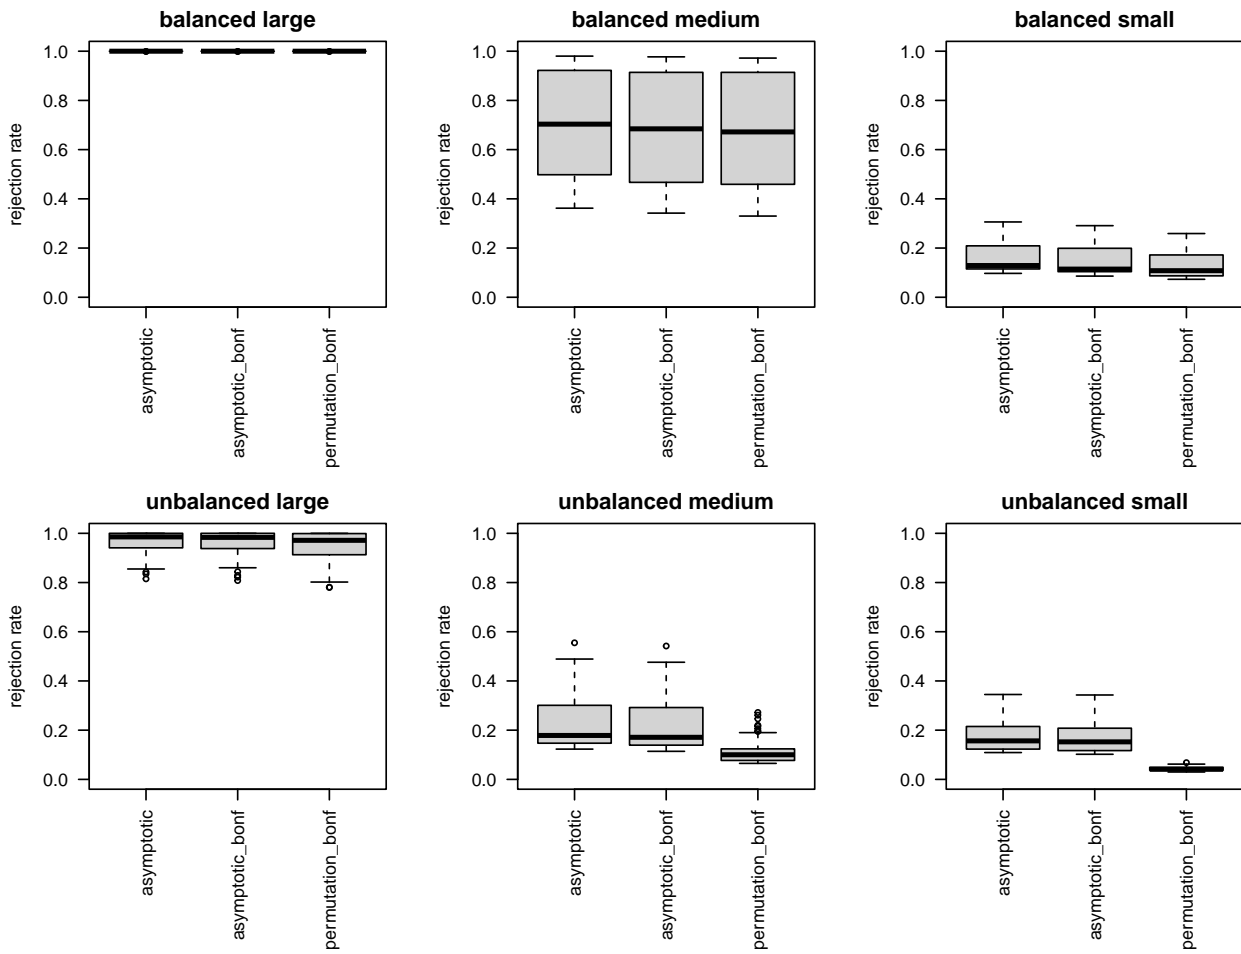 balanced large
rejection rate
1.0
0.8
0.6
0.4
0.2
0.0
asymptotic
asymptotic_bonf
permutation_bonf
balanced medium
rejection rate
1.0
0.8
0.6
0.4
0.2
0.0
asymptotic
asymptotic_bonf
permutation_bonf
balanced small
rejection rate
1.0
0.8
0.6
0.4
0.2
0.0
asymptotic
asymptotic_bonf
permutation_bonf
unbalanced large
rejection rate
1.0
0.8
0.6
0.4
0.2
0.0
asymptotic
asymptotic_bonf
permutation_bonf
unbalanced medium
rejection rate
1.0
0.8
0.6
0.4
0.2
0.0
asymptotic
asymptotic_bonf
permutation_bonf
unbalanced small
rejection rate
1.0
0.8
0.6
0.4
0.2
0.0
asymptotic
asymptotic_bonf
permutation_bonf